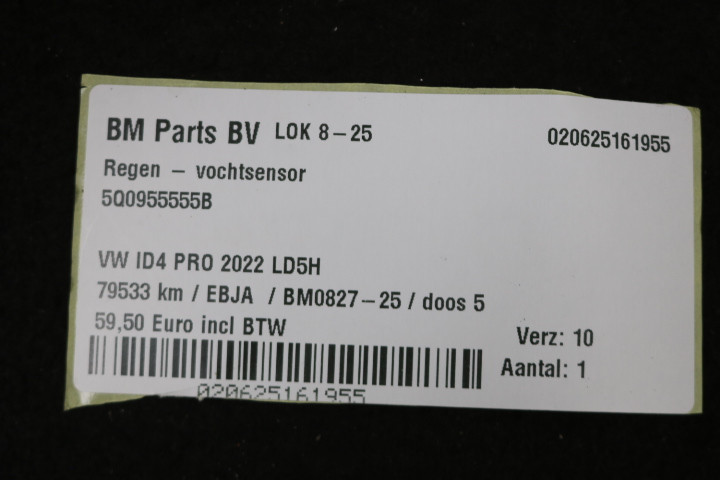 BM Parts BV LOK 8-25 020625161955
Regen - vochtsensor
5Q0955555B
VW ID4 PRO 2022 LD5H
79533 km / EBJA / BM0827-25 / doos 5
59,50 Euro incl BTW
Verz: 10
Aantal: 1
020625161955